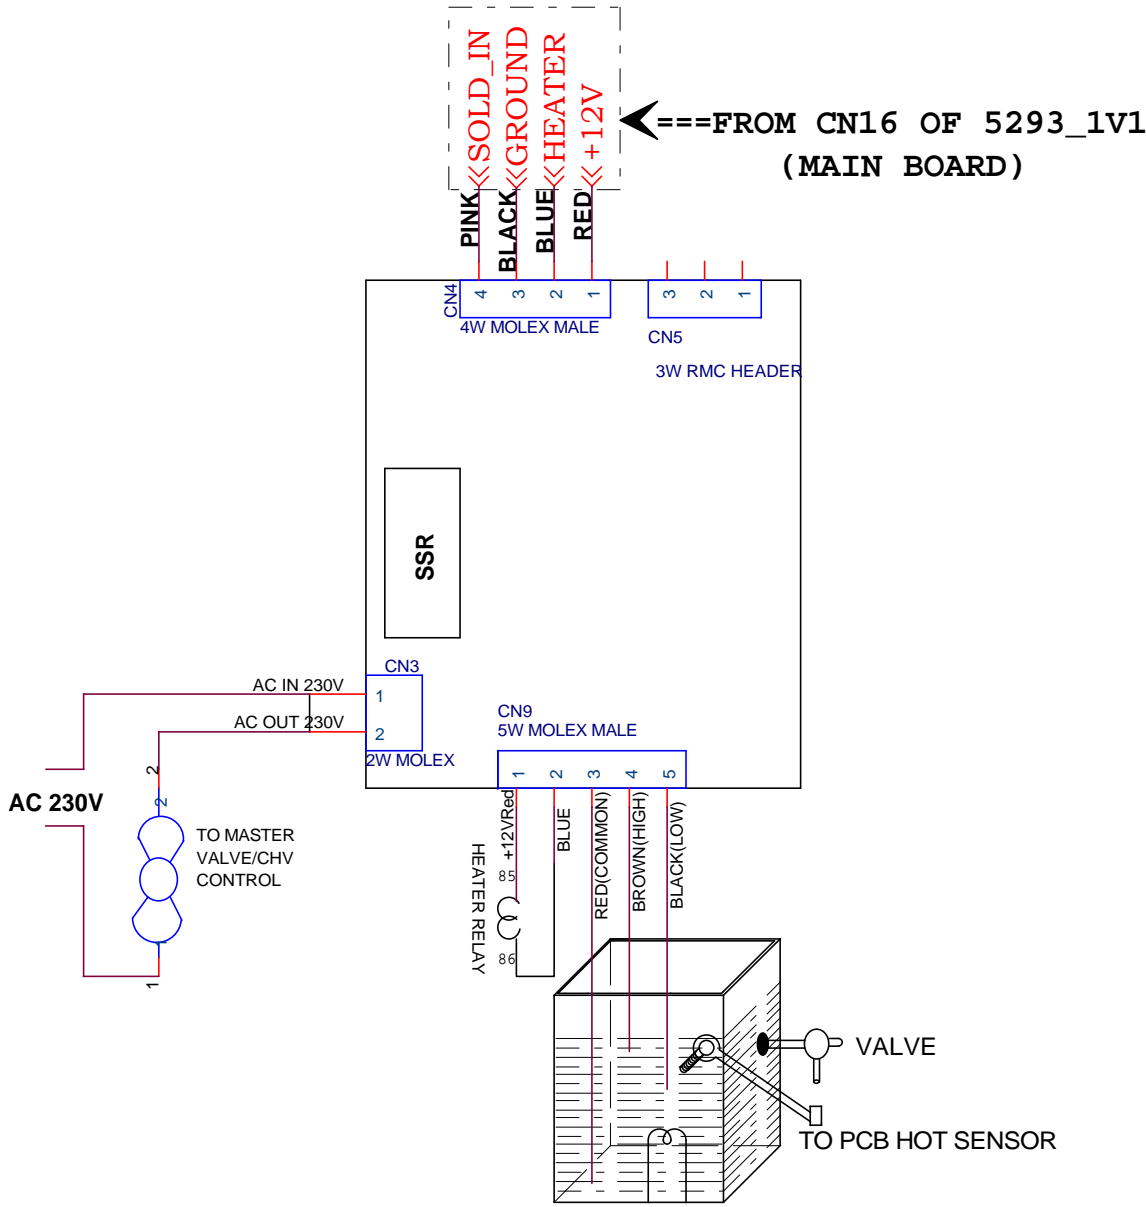 SOLD_IN
GROUND
HEATER
+12V
===FROM CN16 OF 5293_1V1
(MAIN BOARD)
PINK
BLACK
BLUE
RED
CN4
4 3 2 1
4W MOLEX MALE
3 2 1
CN5
3W RMC HEADER
SSR
CN3
AC IN 230V
1
AC OUT 230V
2
2W MOLEX
CN9
5W MOLEX MALE
1 2 3 4 5
AC 230V
2
2
TO MASTER
VALVE/CHV
CONTROL
1
1
+12VRed
BLUE
RED(COMMON)
BROWN(HIGH)
BLACK(LOW)
HEATER RELAY
85
86
VALVE
TO PCB HOT SENSOR